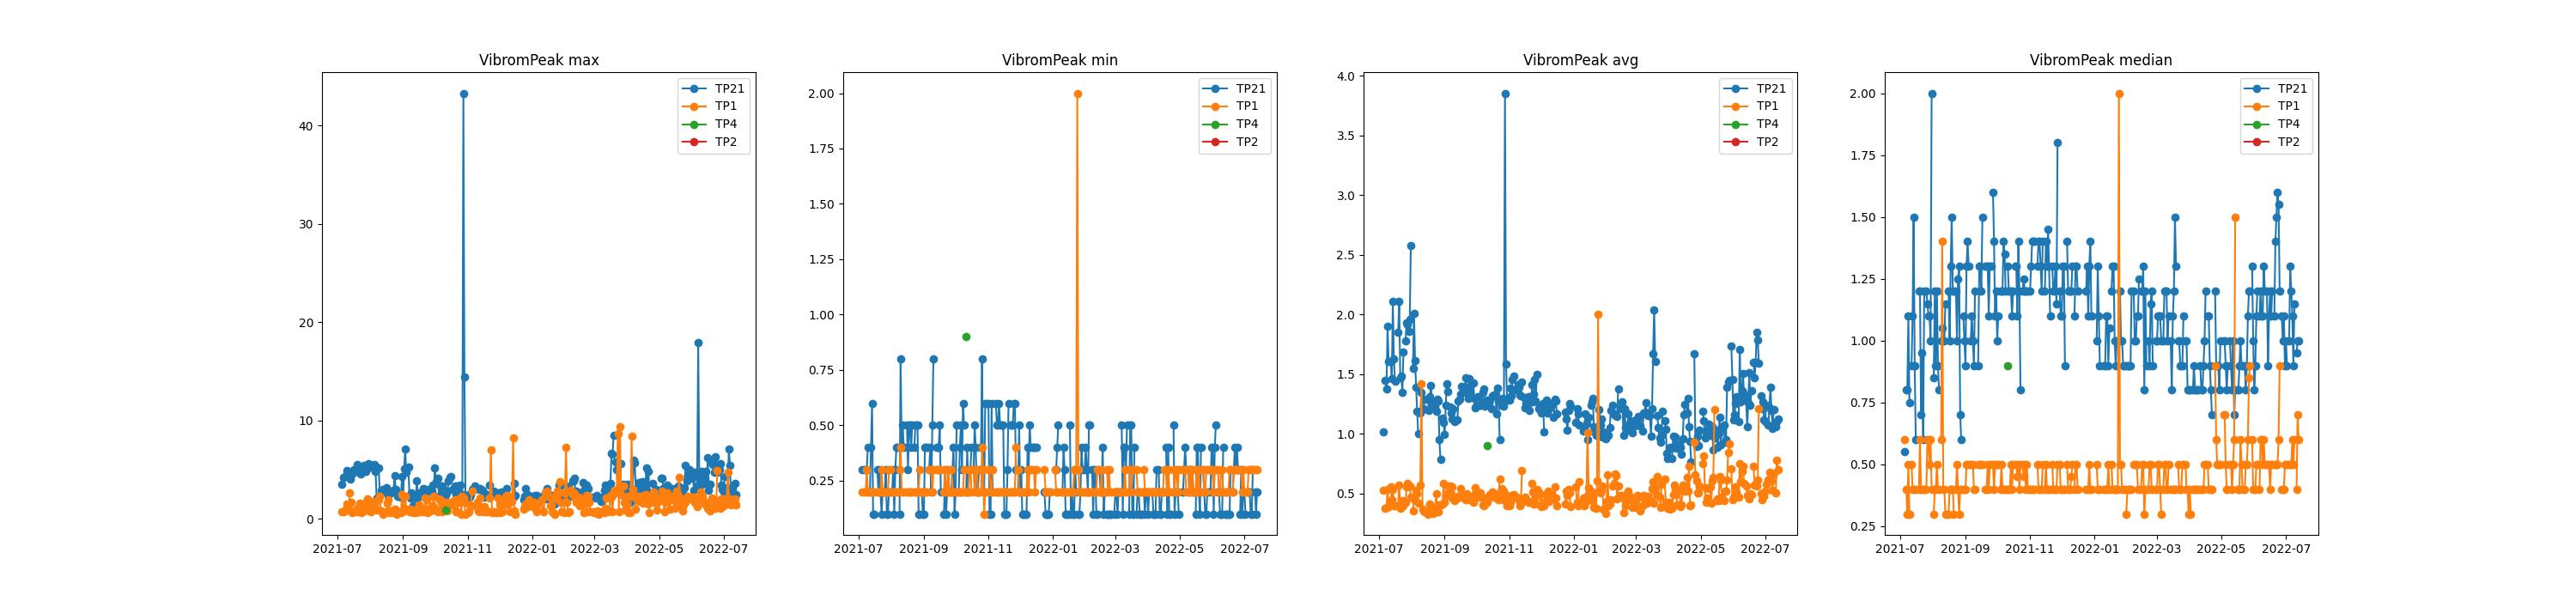 VibromPeak max
TP21
TP1
TP4
TP2
40
30
20
10
0
2021-07 2021-09 2021-11 2022-01 2022-03 2022-05 2022-07
VibromPeak min
TP21
TP1
TP4
TP2
2.00
1.75
1.50
1.25
1.00
0.75
0.50
0.25
2021-07 2021-09 2021-11 2022-01 2022-03 2022-05 2022-07
VibromPeak avg
TP21
TP1
TP4
TP2
4.0
3.5
3.0
2.5
2.0
1.5
1.0
0.5
2021-07 2021-09 2021-11 2022-01 2022-03 2022-05 2022-07
VibromPeak median
TP21
TP1
TP4
TP2
2.00
1.75
1.50
1.25
1.00
0.75
0.50
0.25
2021-07 2021-09 2021-11 2022-01 2022-03 2022-05 2022-07